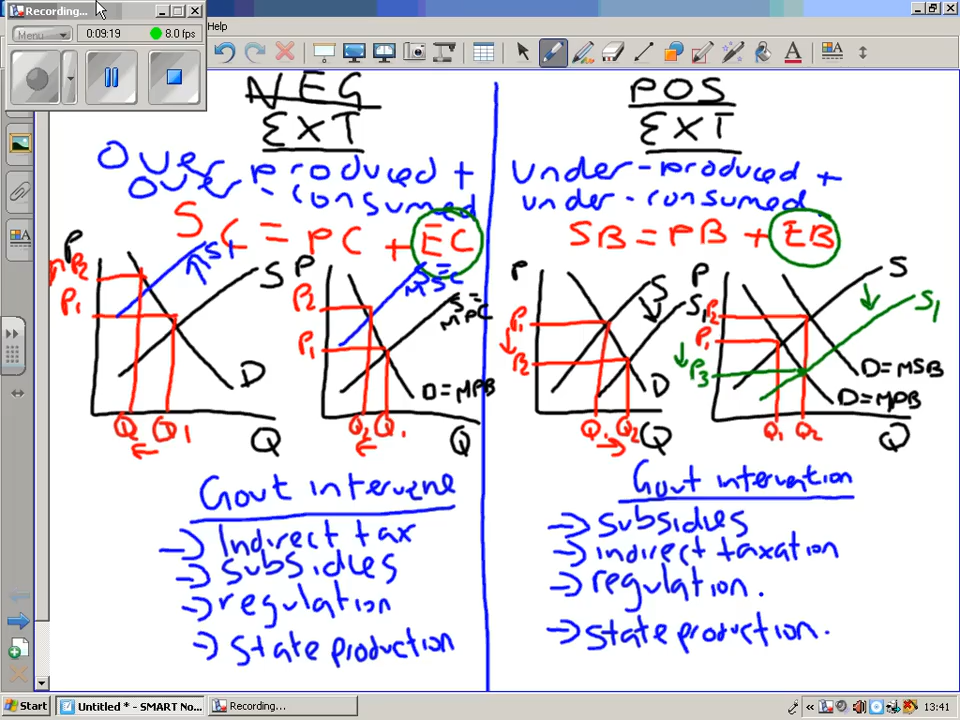 Recording...
Menu
0:09:19
8.0 fps
Help
NEG
EXT
Over produced +
over - consumed
SC = PC + EC
P
P2
P1
S1
S
D
Q2
Q1
Q
P
P2
P1
S=
MSC
S=
MPC
D=MPB
Q2
Q1
Q
Govt intervene
→ Indirect tax
→ subsidies
→ regulation
→ state production
POS
EXT
under-produced +
under-consumed.
SB = PB + EB
P
P1
P2
S
S1
D
Q1
Q2
Q
P
P2
P1
P3
S
S1
D=MSB
D=MPB
Q1
Q2
Q
Govt intervention
→ subsidies
→ indirect taxation
→ regulation.
→ state production.
Start
Untitled * - SMART No...
Recording...
13:41